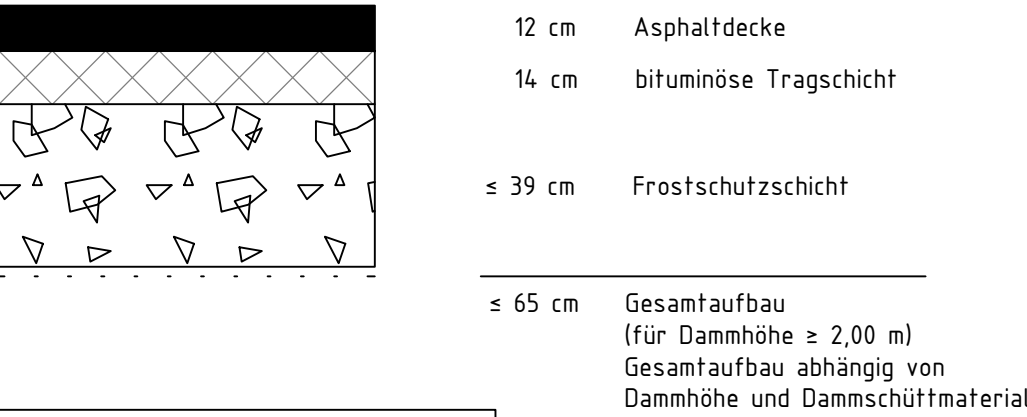 12 cm Asphaltdecke
14 cm bituminöse Tragschicht
≤ 39 cm Frostschutzschicht
≤ 65 cm Gesamtaufbau
(für Dammhöhe ≥ 2,00 m)
Gesamtaufbau abhängig von
Dammhöhe und Dammschüttmaterial